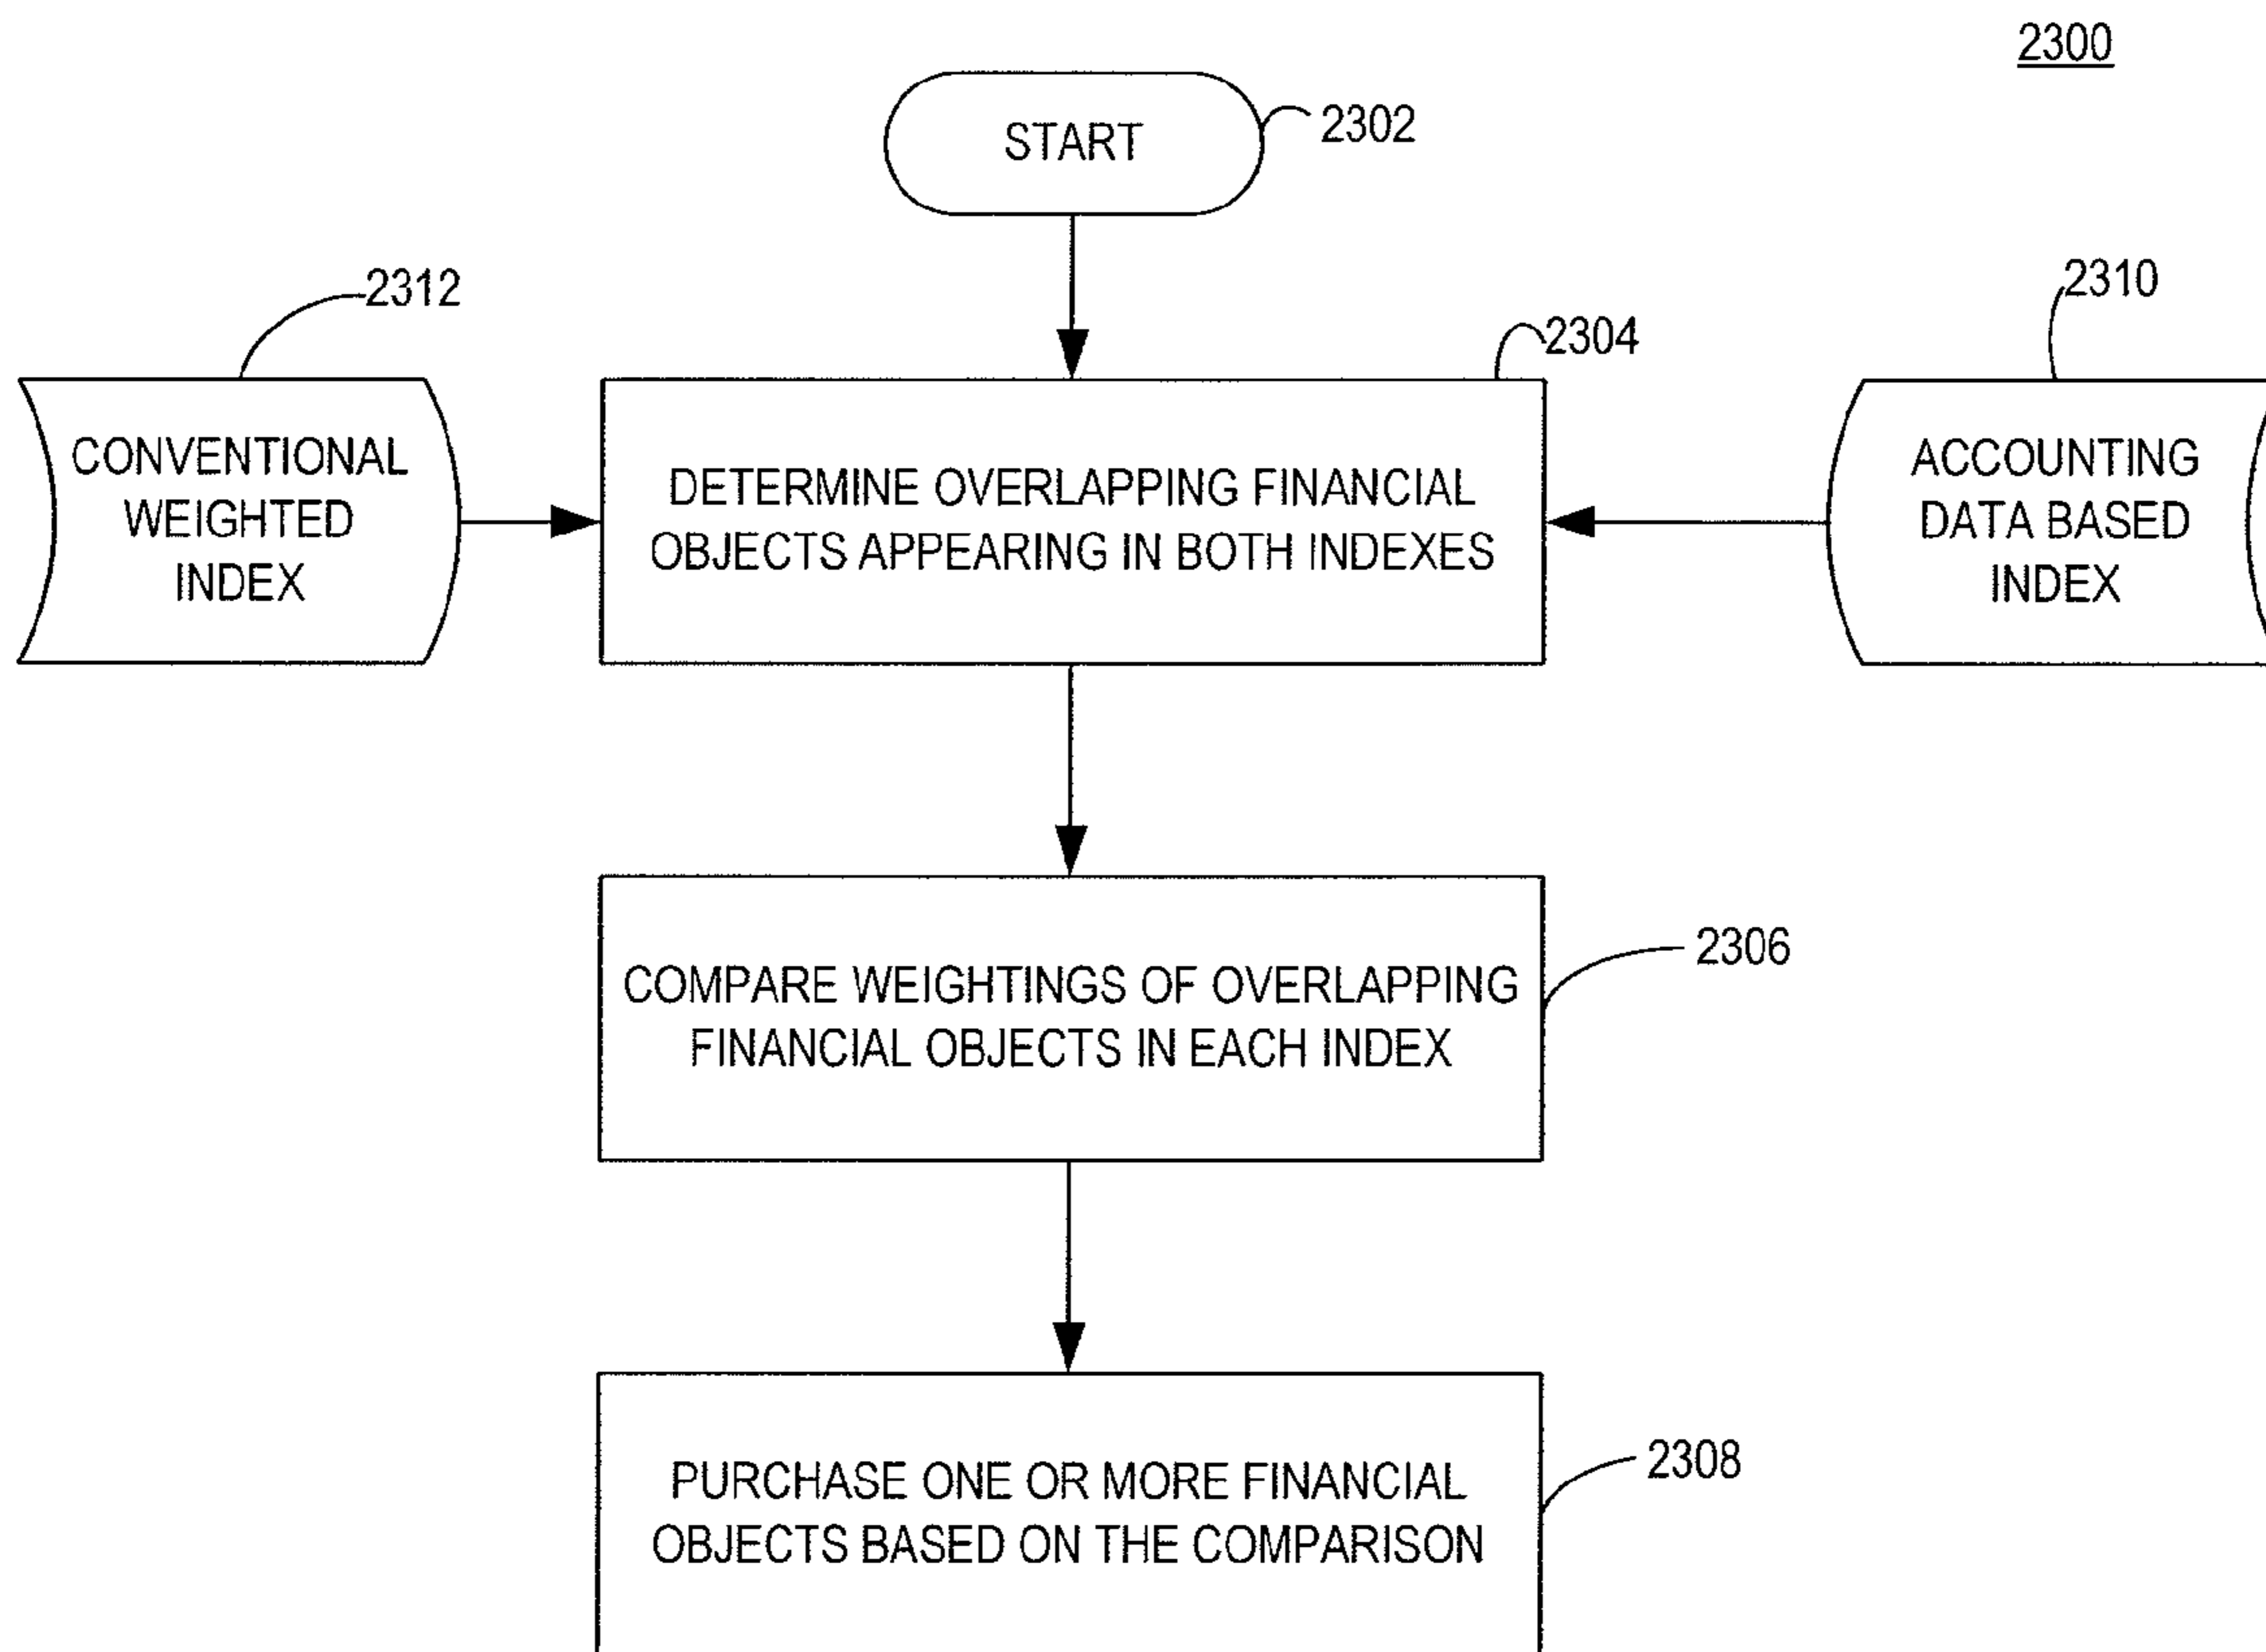 2300
START
2302
2312
2310
2304
CONVENTIONAL
WEIGHTED
INDEX
DETERMINE OVERLAPPING FINANCIAL
OBJECTS APPEARING IN BOTH INDEXES
ACCOUNTING
DATA BASED
INDEX
2306
COMPARE WEIGHTINGS OF OVERLAPPING
FINANCIAL OBJECTS IN EACH INDEX
2308
PURCHASE ONE OR MORE FINANCIAL
OBJECTS BASED ON THE COMPARISON